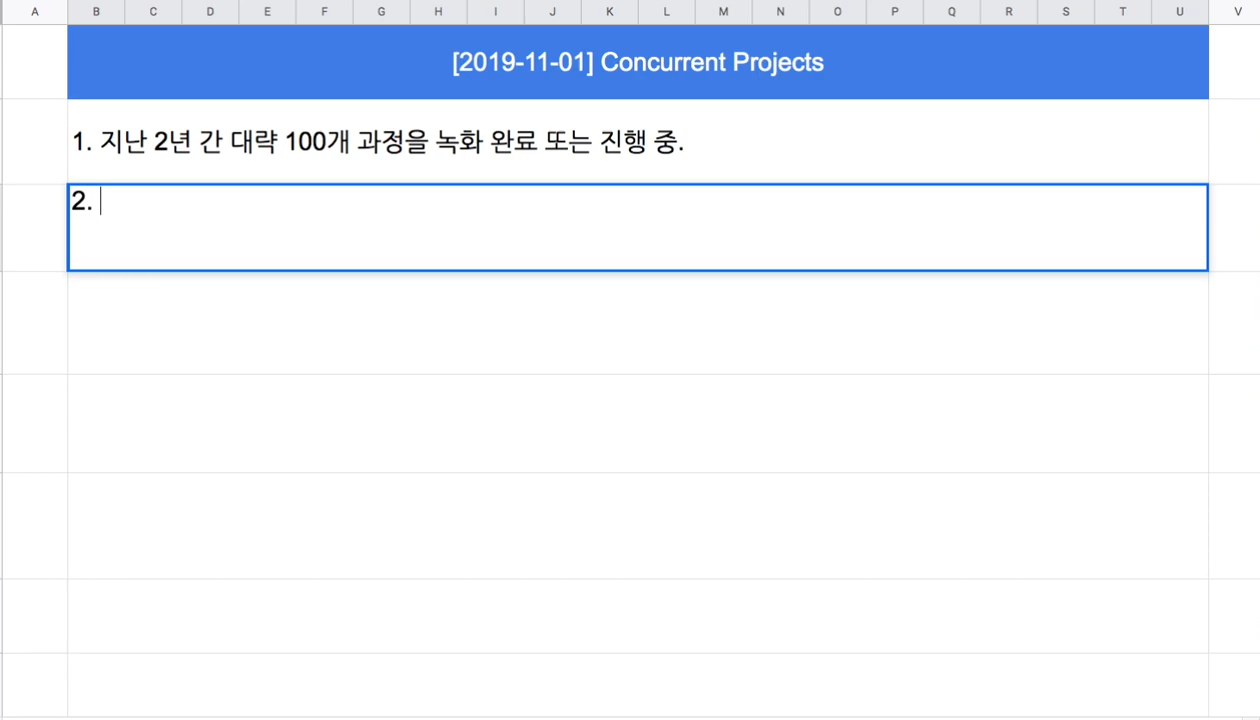 A B C D E F G H I J K L M N O P Q R S T U V
[2019-11-01] Concurrent Projects
1. 지난 2년 간 대략 100개 과정을 녹화 완료 또는 진행 중.
2.